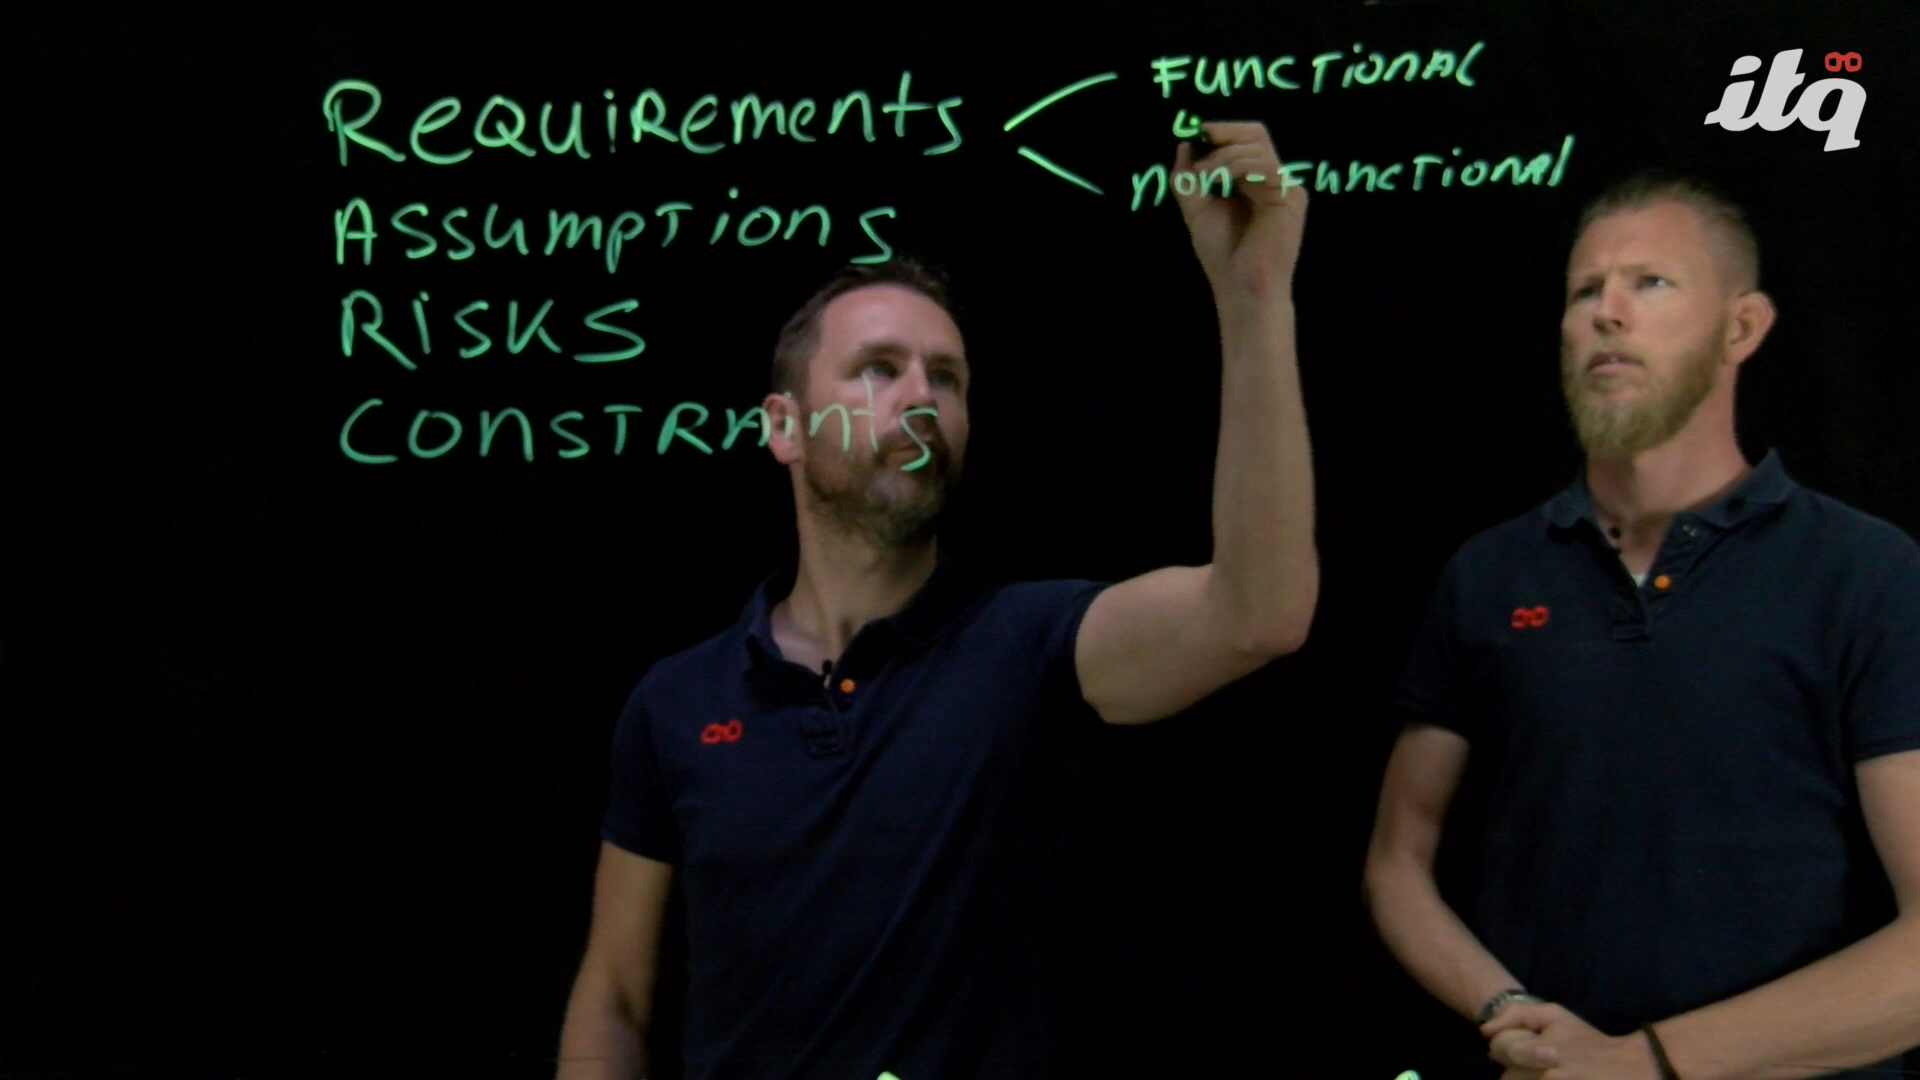 Requirements
Functional
non-Functional
Assumptions
Risks
Constraints
itq